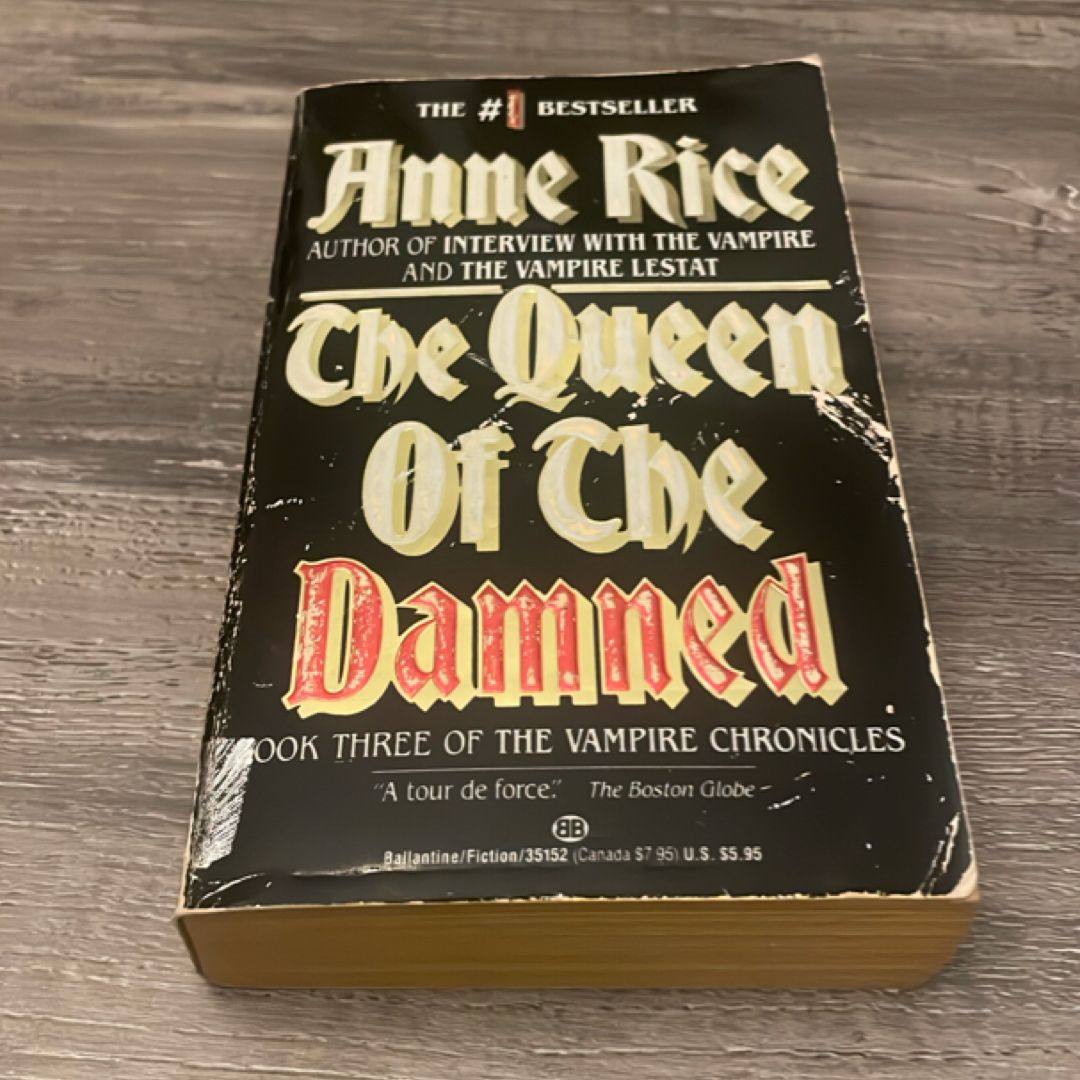 THE #1 BESTSELLER
Anne Rice
AUTHOR OF INTERVIEW WITH THE VAMPIRE
AND THE VAMPIRE LESTAT
The Queen
Of The
Damned
OOK THREE OF THE VAMPIRE CHRONICLES
"A tour de force." The Boston Globe
BB
Ballantine/Fiction/35152 (Canada $7.95) U.S. $5.95